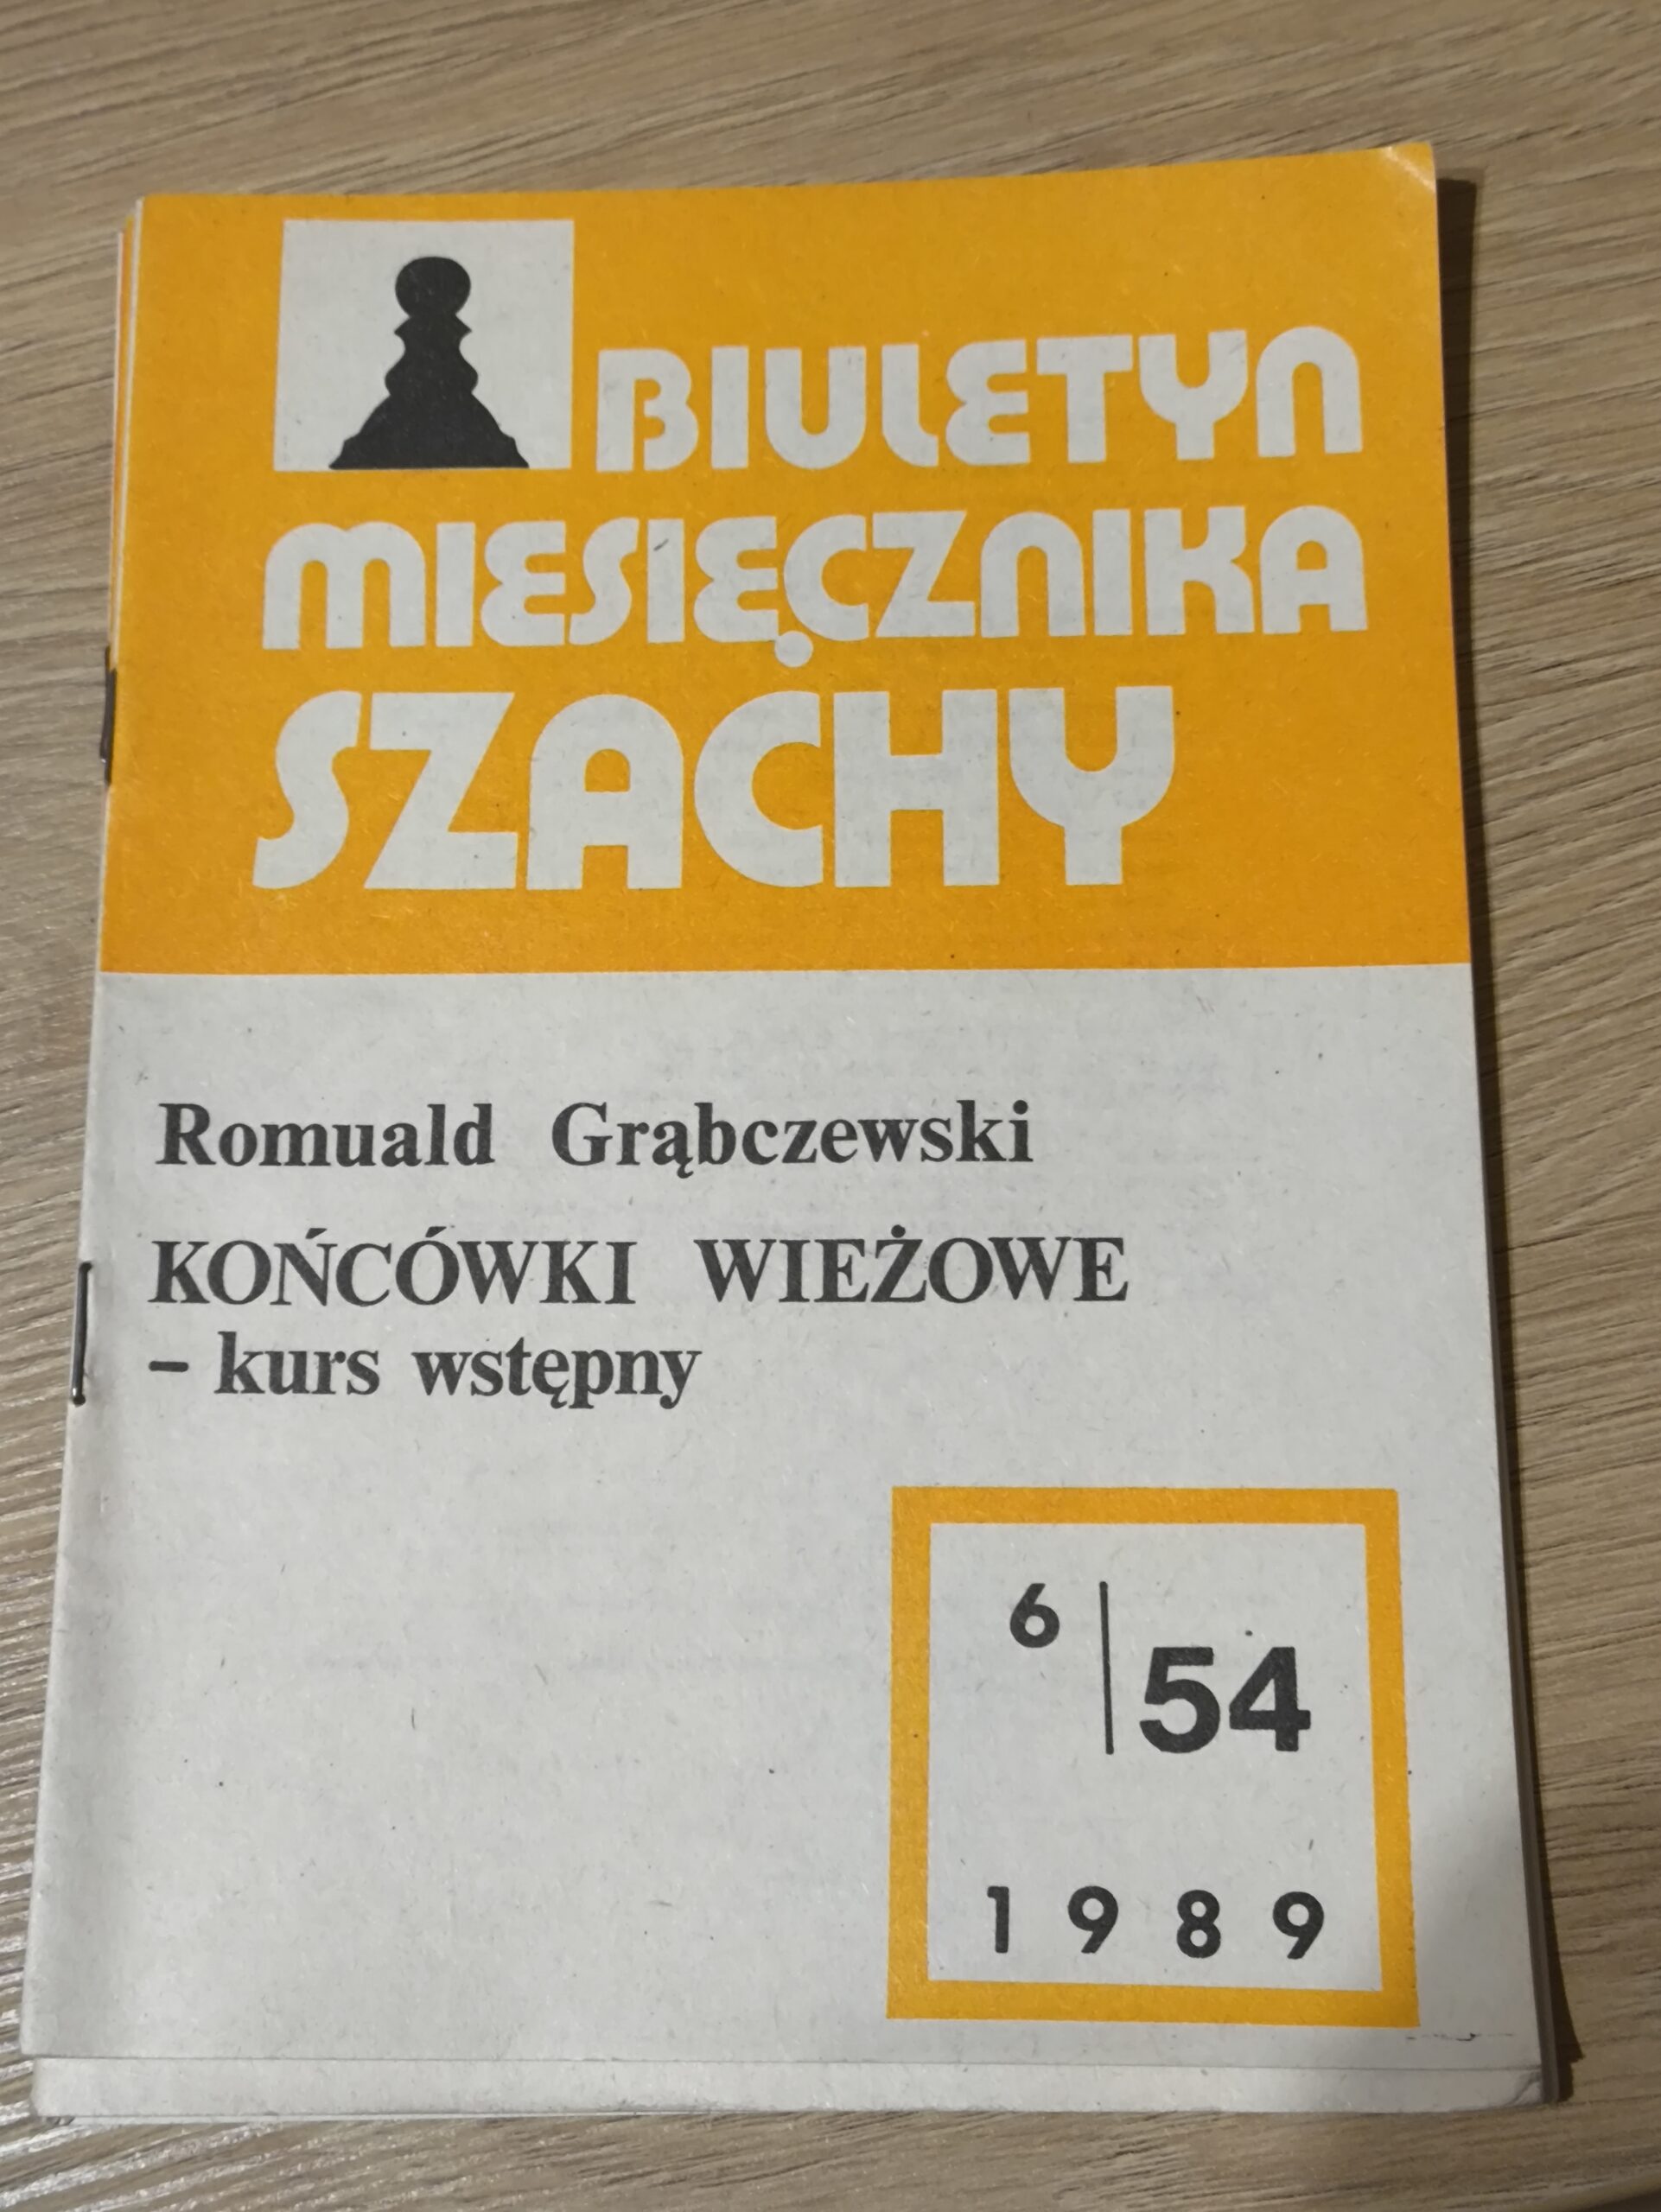 BIULETYN
MIESIĘCZNIKA
SZACHY
Romuald Grąbczewski
KOŃCÓWKI WIEŻOWE
– kurs wstępny
6/54
1989